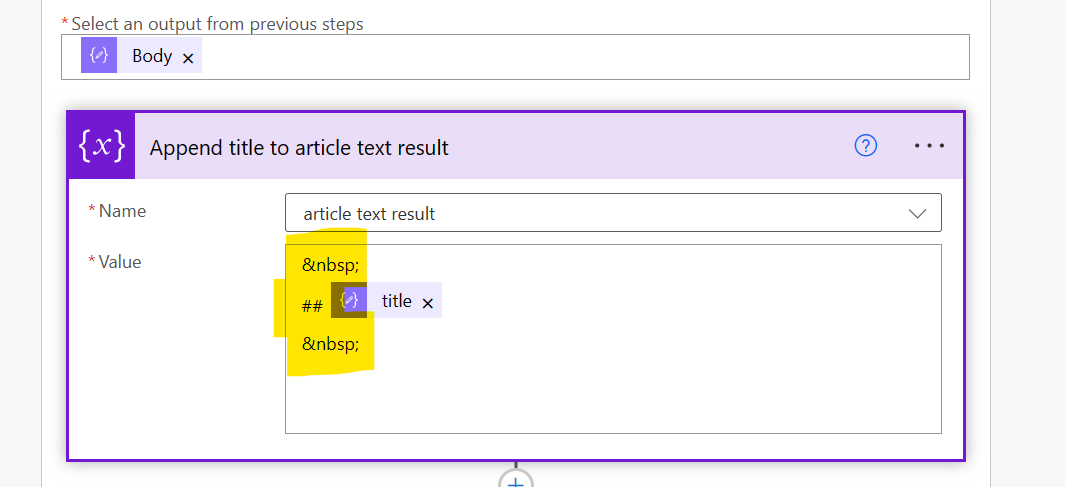 * Select an output from previous steps
{∕} Body ×
{x} Append title to article text result ? ...
* Name article text result
* Value &nbsp;
## {∕} title ×
&nbsp;